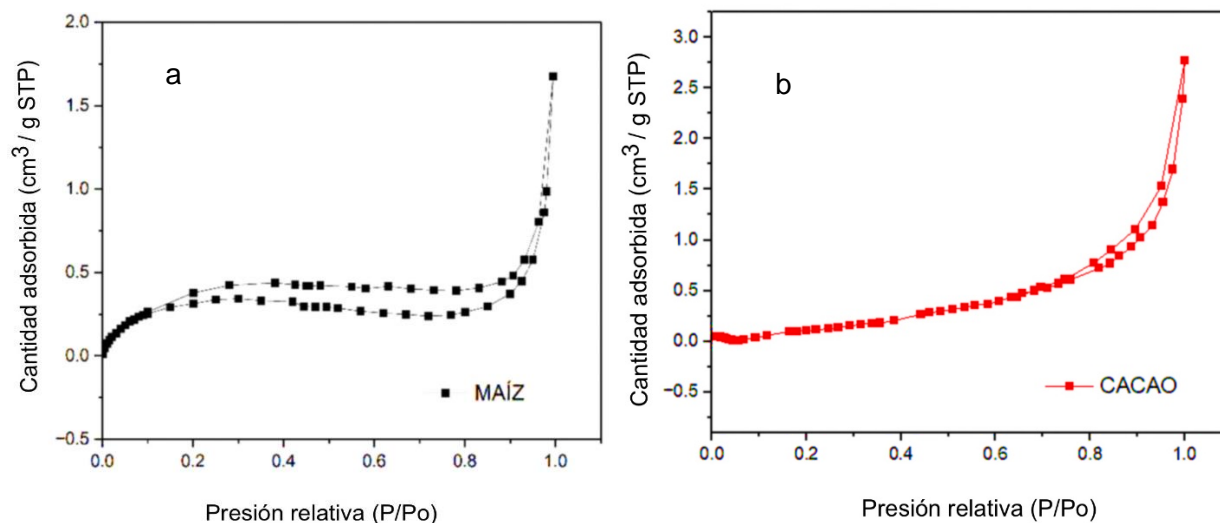 a
2.0
1.5
1.0
0.5
0.0
−0.5
Cantidad adsorbida (cm3 / g STP)
MAÍZ
0.0 0.2 0.4 0.6 0.8 1.0
Presión relativa (P/Po)
b
3.0
2.5
2.0
1.5
1.0
0.5
0.0
−0.5
Cantidad adsorbida (cm3 / g STP)
CACAO
0.0 0.2 0.4 0.6 0.8 1.0
Presión relativa (P/Po)